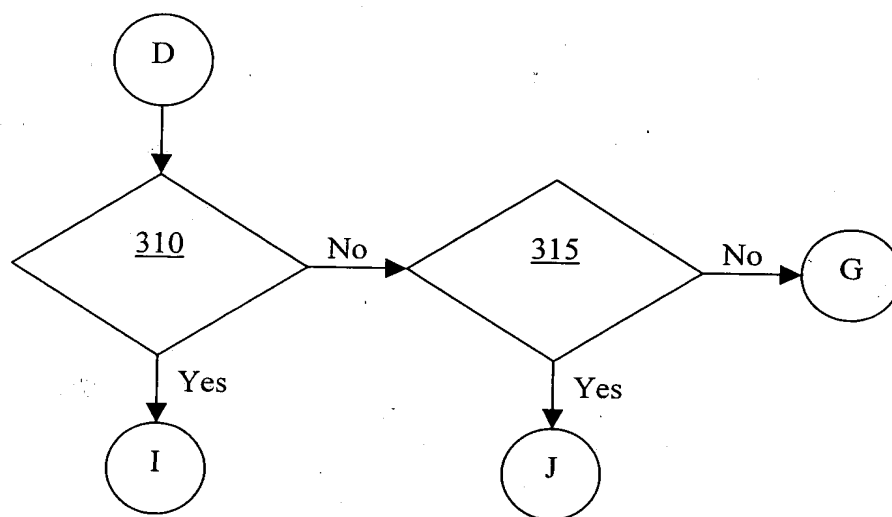 D
310
No
315
No
G
Yes
Yes
I
J